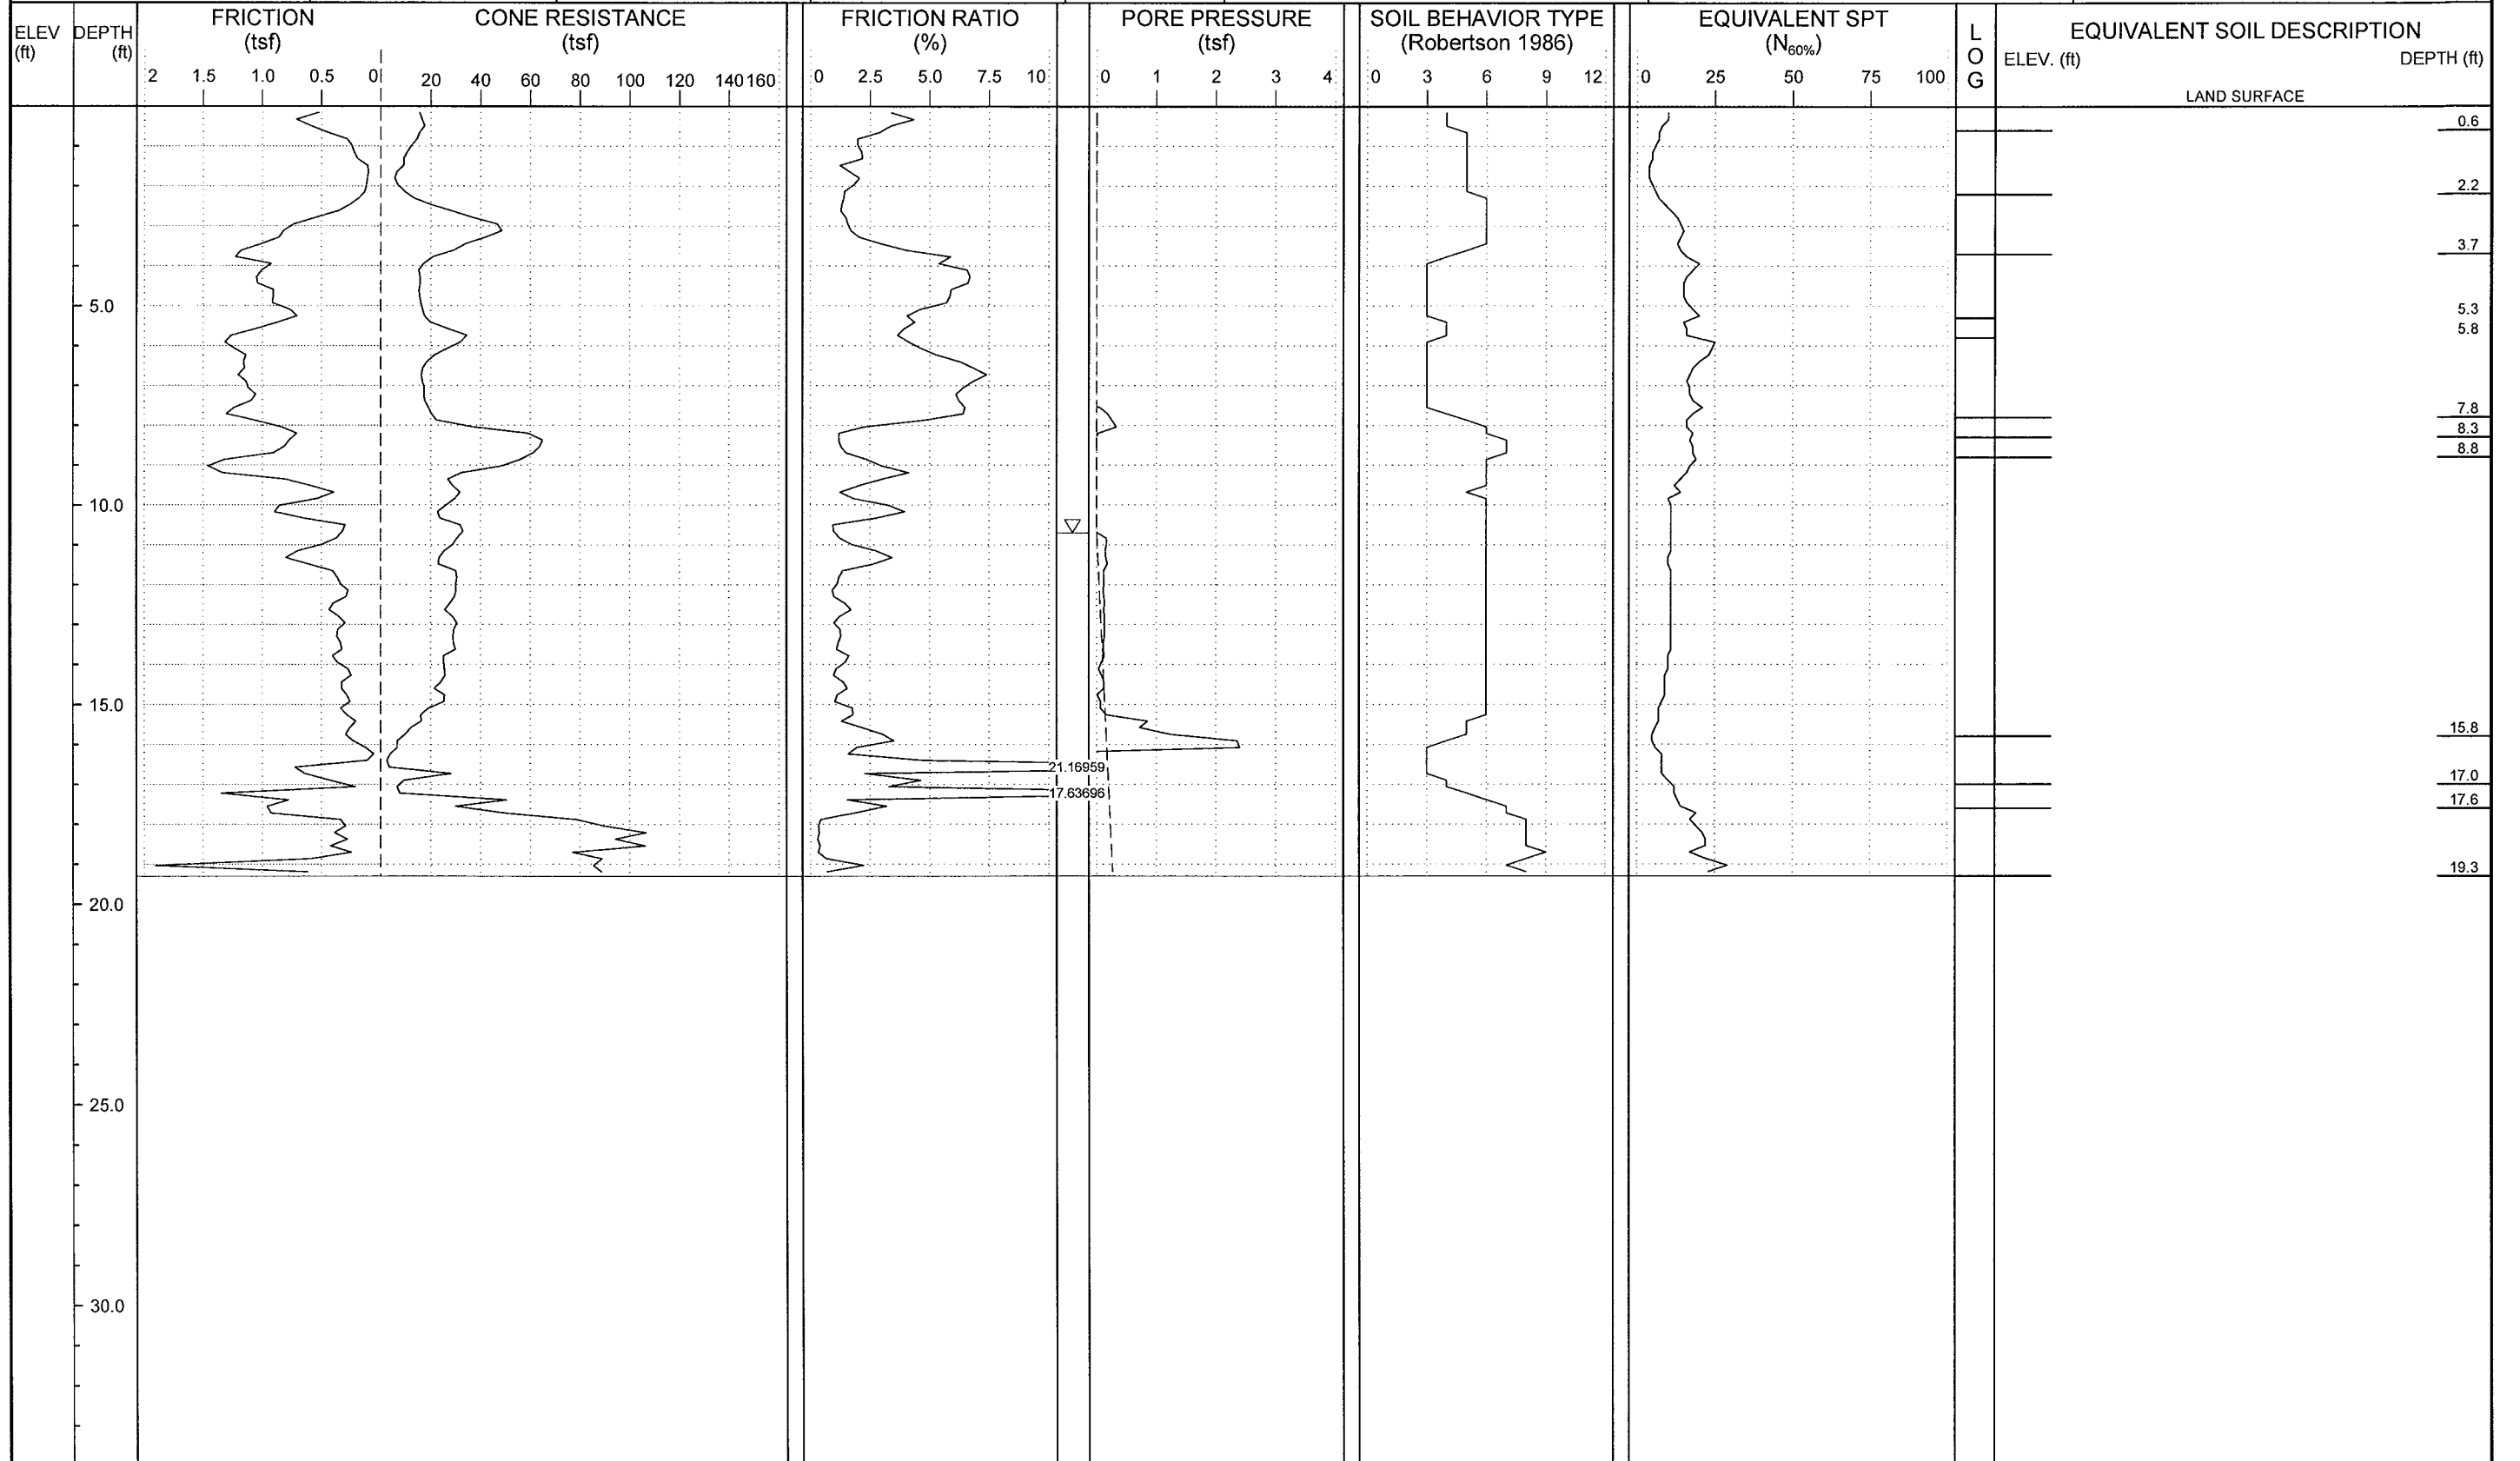 ELEV (ft)
DEPTH (ft)
FRICTION
(tsf)
2 1.5 1.0 0.5 0
CONE RESISTANCE
(tsf)
20 40 60 80 100 120 140 160
FRICTION RATIO
(%)
0 2.5 5.0 7.5 10
PORE PRESSURE
(tsf)
0 1 2 3 4
SOIL BEHAVIOR TYPE
(Robertson 1986)
0 3 6 9 12
EQUIVALENT SPT
(N60%)
0 25 50 75 100
L
O
G
EQUIVALENT SOIL DESCRIPTION
ELEV. (ft) DEPTH (ft)
LAND SURFACE
0.6
2.2
3.7
5.0
5.3
5.8
7.8
8.3
8.8
10.0
15.0
15.8
21.16959
17.0
17.63696
17.6
19.3
20.0
25.0
30.0